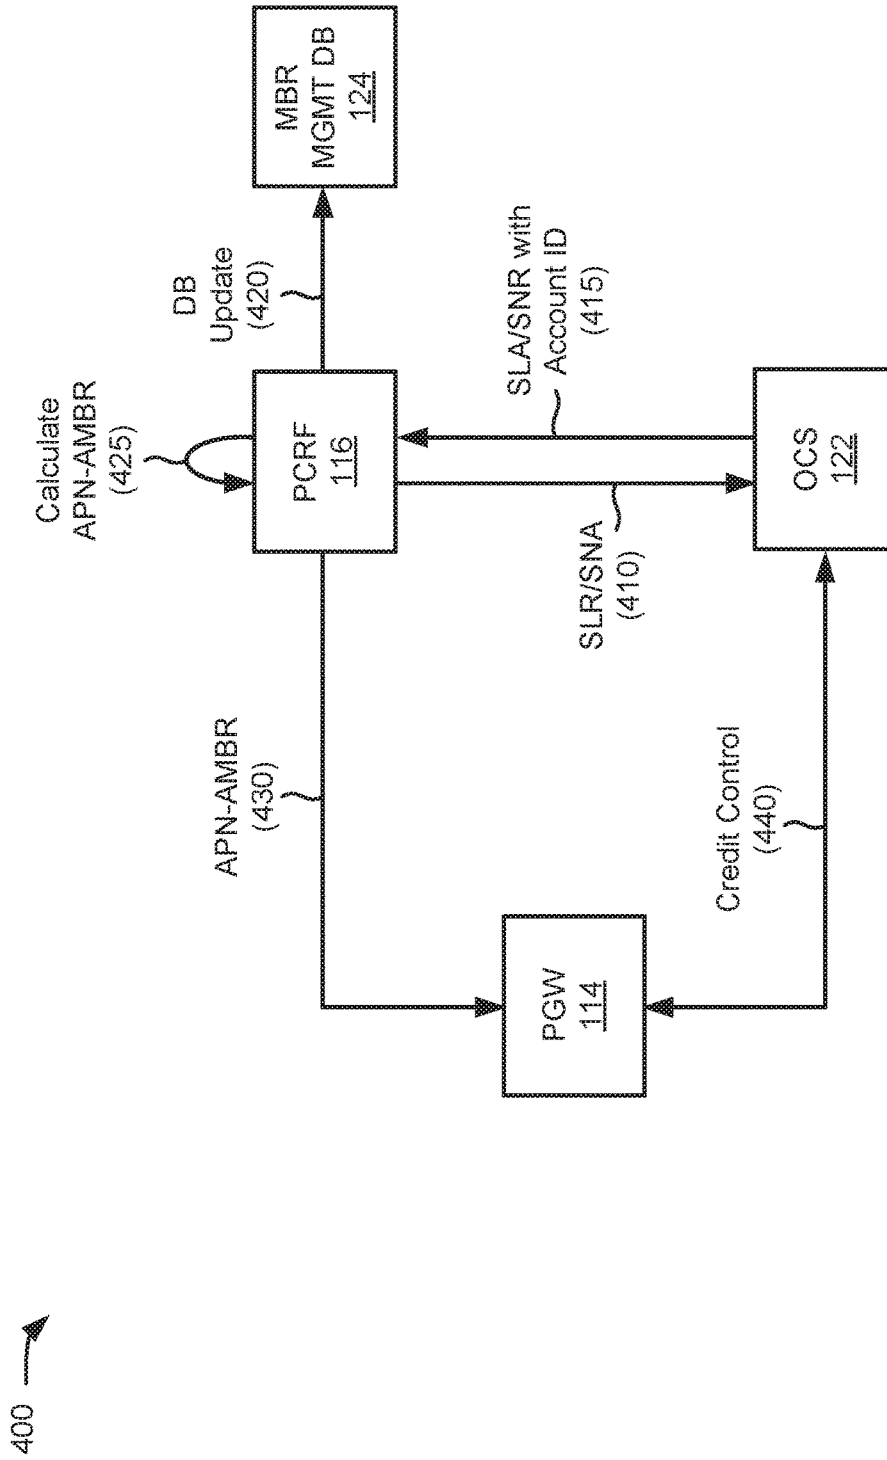 400
Calculate
APN-AMBR
(425)
DB
Update
(420)
MBR
MGMT DB
124
APN-AMBR
(430)
PCRF
116
SLR/SNA
(410)
SLA/SNR with
Account ID
(415)
PGW
114
Credit Control
(440)
OCS
122